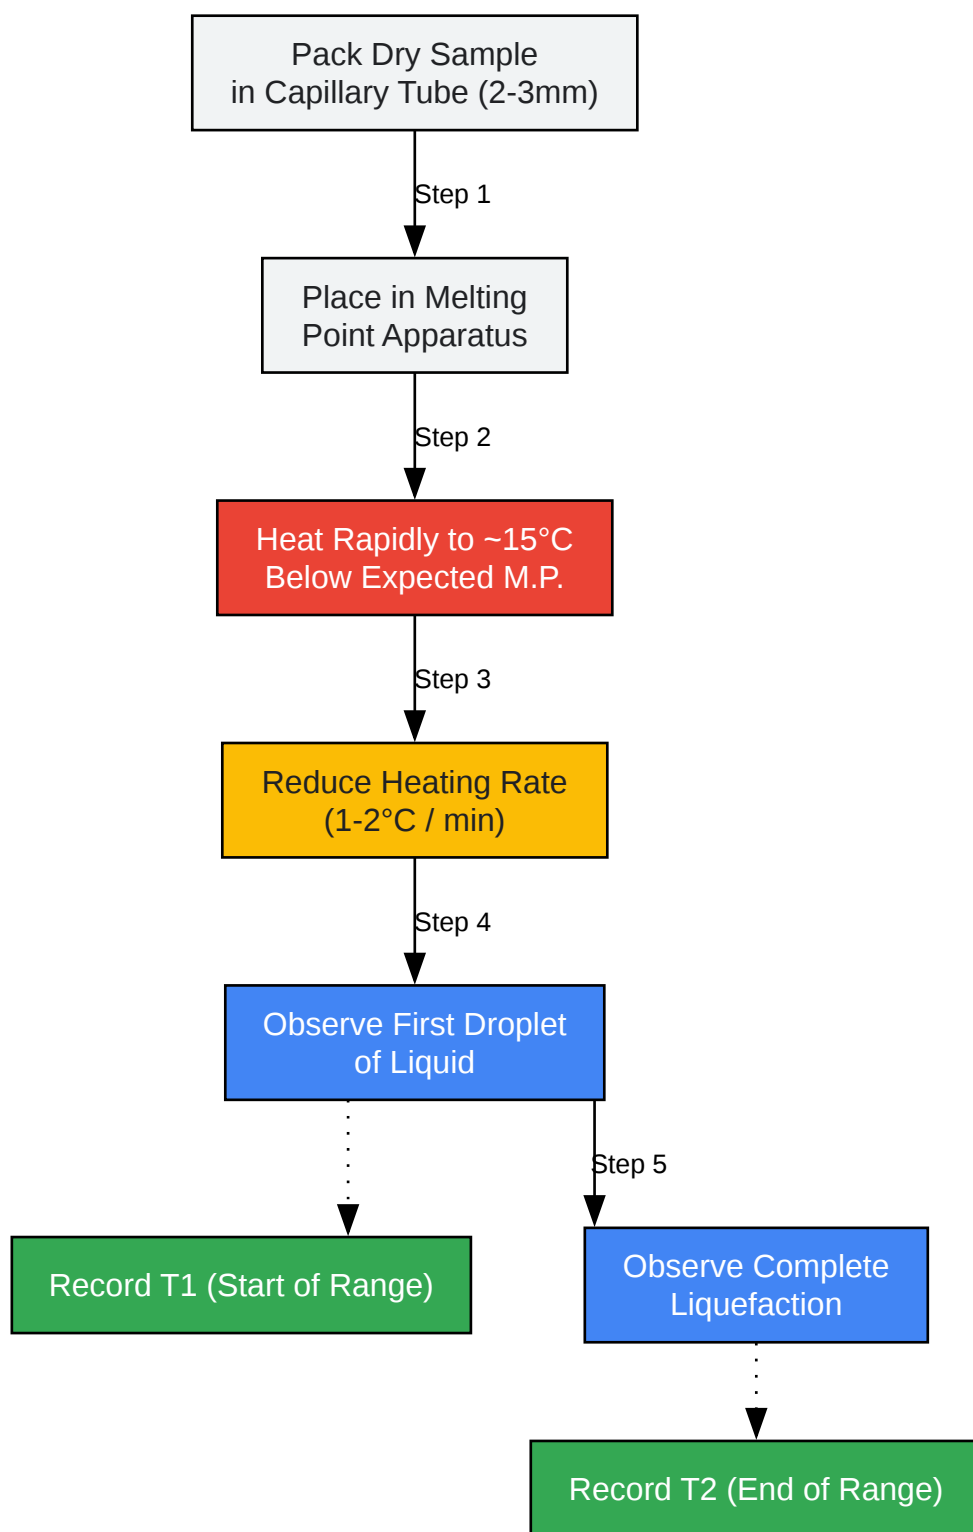 Pack Dry Sample
in Capillary Tube (2-3mm)
Step 1
Place in Melting
Point Apparatus
Step 2
Heat Rapidly to ~15°C
Below Expected M.P.
Step 3
Reduce Heating Rate
(1-2°C / min)
Step 4
Observe First Droplet
of Liquid
Step 5
Record T1 (Start of Range)
Observe Complete
Liquefaction
Record T2 (End of Range)